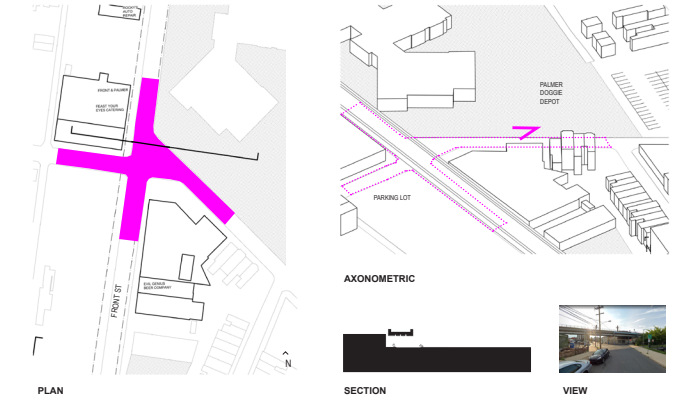 ROCKY'S
AUTO
REPAIR
FRONT & PALMER
FEAST YOUR
EYES CATERING
EVIL GENIUS
BEER COMPANY
FRONT ST
N
PLAN
PALMER
DOGGIE
DEPOT
PARKING LOT
N
AXONOMETRIC
SECTION
VIEW